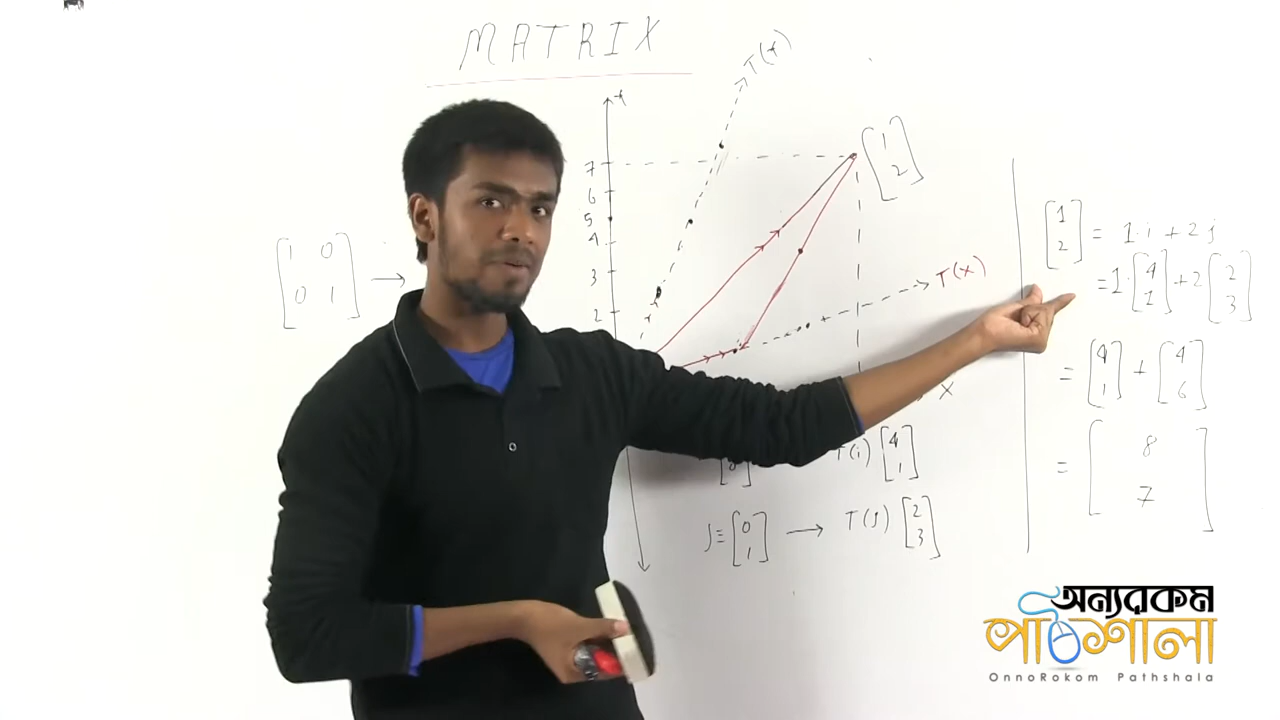 MATRIX
T(Y)
Y
7
6
5
4
3
2
[1 2]
T(X)
X
[1 0
0 1] →
T(i) [4 1]
j ≡ [0 1] → T(j) [2 3]
[1 2] = 1.i + 2j
= 1.[4 1] + 2[2 3]
= [4 1] + [4 6]
= [8 7]
অন্যরকম
পাঠশালা
OnnoRokom Pathshala